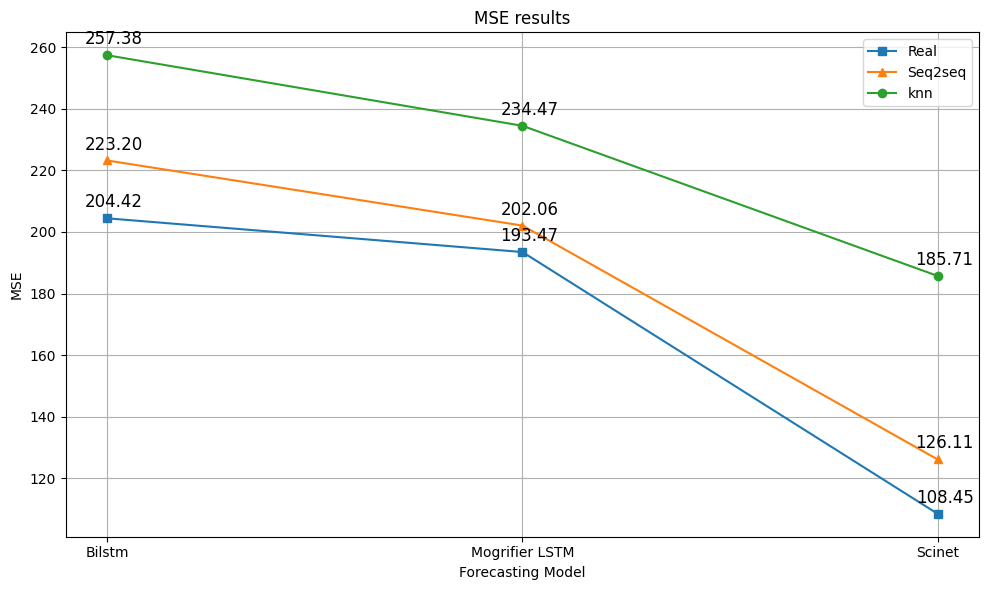 MSE results
260
240
220
200
180
160
140
120
MSE
257.38
234.47
185.71
223.20
202.06
126.11
204.42
193.47
108.45
Real
Seq2seq
knn
Bilstm
Mogrifier LSTM
Scinet
Forecasting Model